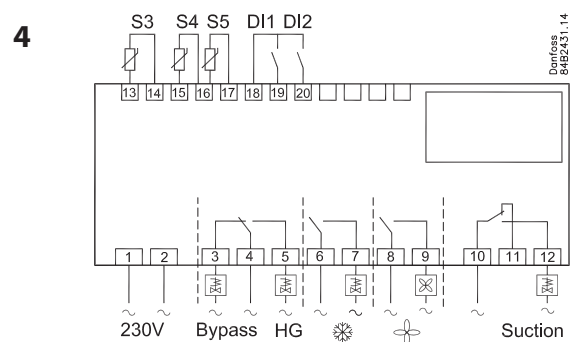 4
S3 S4 S5 DI1 DI2
Danfoss
84B2431.14
13 14 15 16 17 18 19 20
1 2 3 4 5 6 7 8 9 10 11 12
230V Bypass HG Suction